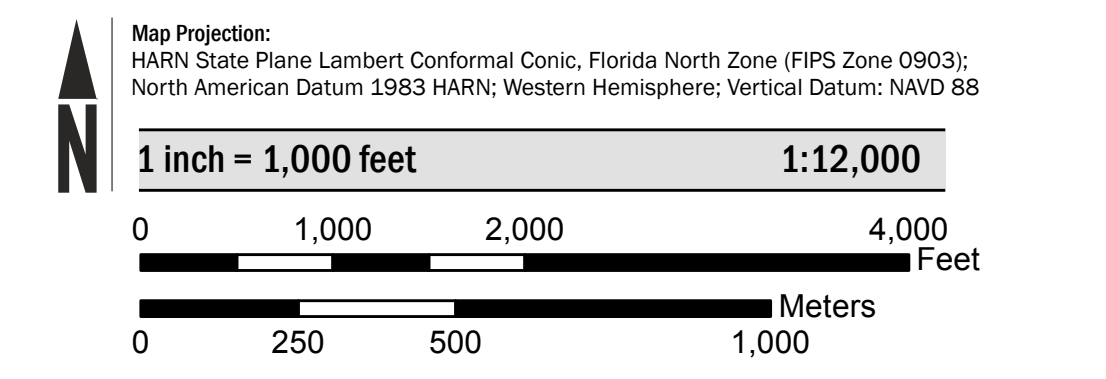 Map Projection:
HARN State Plane Lambert Conformal Conic, Florida North Zone (FIPS Zone 0903);
North American Datum 1983 HARN; Western Hemisphere; Vertical Datum: NAVD 88
N
1 inch = 1,000 feet 1:12,000
0 1,000 2,000 4,000
Feet
Meters
0 250 500 1,000